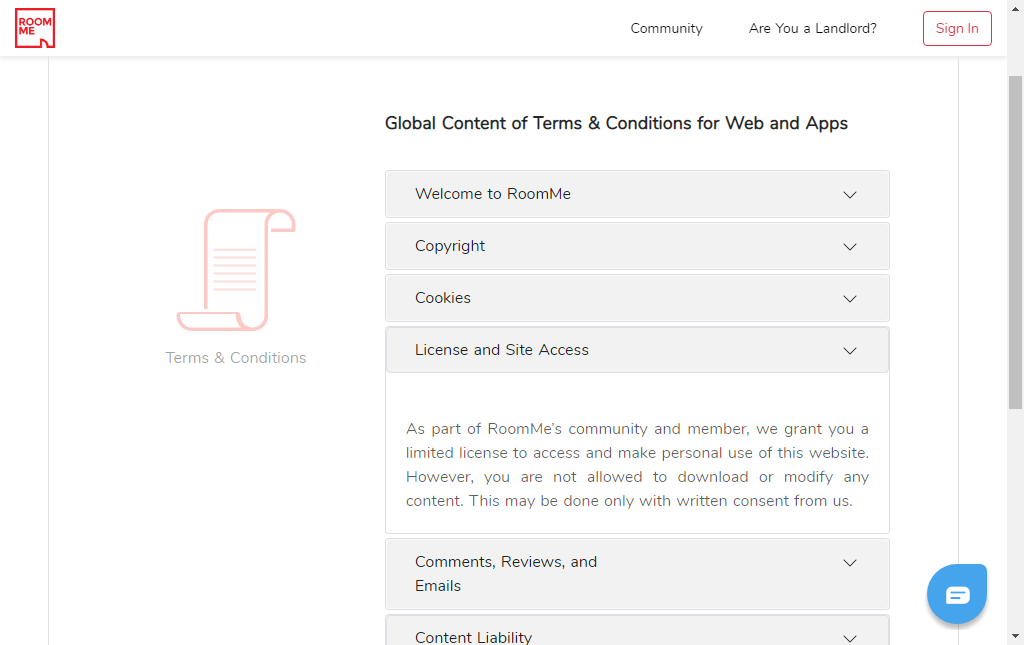 ROOM
ME
Community
Are You a Landlord?
Sign In
Global Content of Terms & Conditions for Web and Apps
Terms & Conditions
Welcome to RoomMe
Copyright
Cookies
License and Site Access
As part of RoomMe's community and member, we grant you a
limited license to access and make personal use of this website.
However, you are not allowed to download or modify any
content. This may be done only with written consent from us.
Comments, Reviews, and
Emails
Content Liability